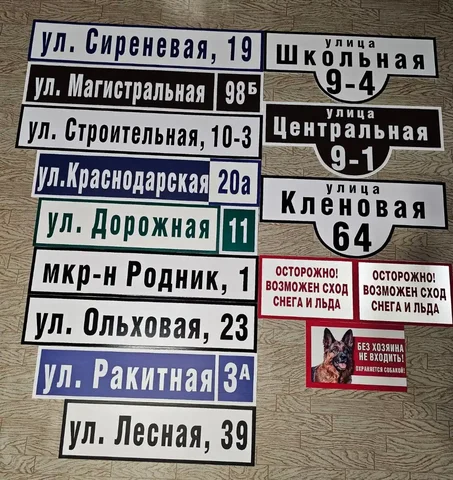 ул. Сиреневая, 19
ул. Магистральная 98Б
ул. Строительная, 10-3
ул.Краснодарская 20а
ул. Дорожная 11
мкр-н Родник, 1
ул. Ольховая, 23
ул. Ракитная 3А
ул. Лесная, 39
улица
Школьная
9-4
улица
Центральная
9-1
улица
Кленовая
64
ОСТОРОЖНО!
ВОЗМОЖЕН СХОД
СНЕГА И ЛЬДА
ОСТОРОЖНО!
ВОЗМОЖЕН СХОД
СНЕГА И ЛЬДА
БЕЗ ХОЗЯИНА
НЕ ВХОДИТЬ!
ОХРАНЯЕТСЯ СОБАКОЙ!